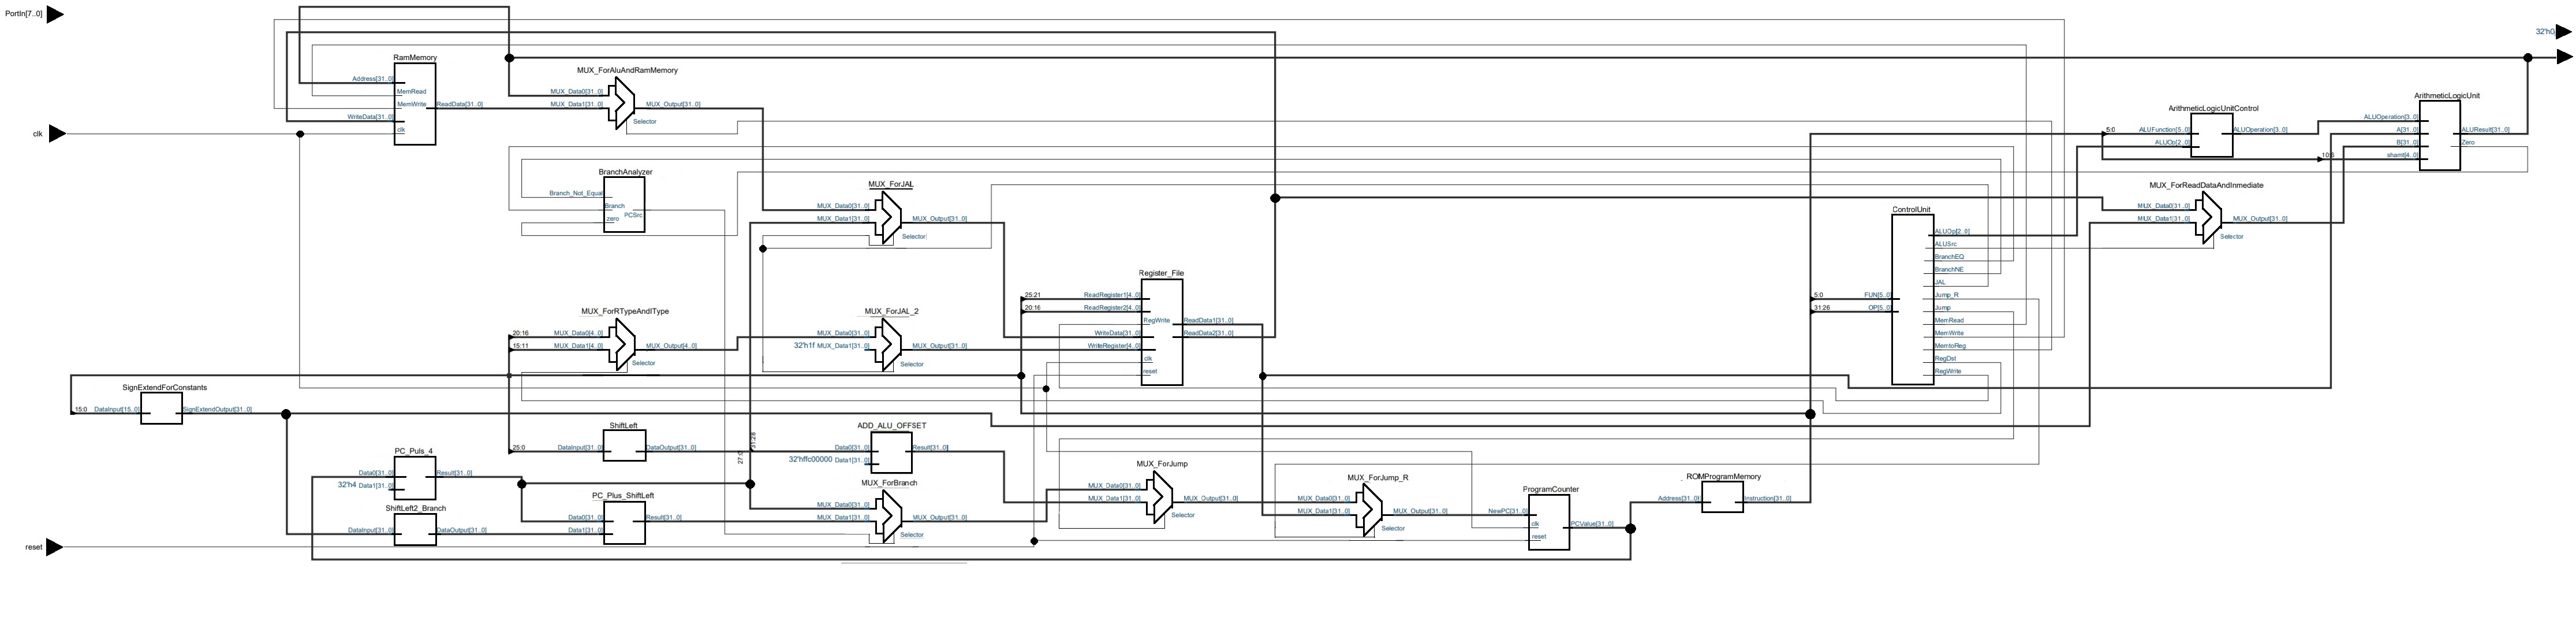 PortIn[7..0]
clk
reset
32'h0
RamMemory
Address[31..0]
MemRead
MemWrite
WriteData[31..0]
clk
ReadData[31..0]
MUX_ForAluAndRamMemory
MUX_Data0[31..0]
MUX_Data1[31..0]
MUX_Output[31..0]
Selector
BranchAnalyzer
Branch_Not_Equal
Branch
zero
PCSrc
MUX_ForJAL
MUX_Data0[31..0]
MUX_Data1[31..0]
MUX_Output[31..0]
Selector
MUX_ForRTypeAndIType
20:16
MUX_Data0[4..0]
15:11
MUX_Data1[4..0]
MUX_Output[4..0]
Selector
MUX_ForJAL_2
MUX_Data0[31..0]
32'h1f MUX_Data1[31..0]
MUX_Output[31..0]
Selector
Register_File
25:21
ReadRegister1[4..0]
20:16
ReadRegister2[4..0]
RegWrite
WriteData[31..0]
WriteRegister[4..0]
clk
reset
ReadData1[31..0]
ReadData2[31..0]
SignExtendForConstants
15:0
DataInput[15..0]
SignExtendOutput[31..0]
PC_Puls_4
Data0[31..0]
32'h4 Data1[31..0]
Result[31..0]
ShiftLeft2_Branch
DataInput[31..0]
DataOutput[31..0]
ShiftLeft
25:0
DataInput[31..0]
DataOutput[31..0]
PC_Plus_ShiftLeft
Data0[31..0]
Data1[31..0]
Result[31..0]
31:28
ADD_ALU_OFFSET
Data0[31..0]
32'hffc00000 Data1[31..0]
Result[31..0]
MUX_ForBranch
MUX_Data0[31..0]
MUX_Data1[31..0]
MUX_Output[31..0]
Selector
MUX_ForJump
MUX_Data0[31..0]
MUX_Data1[31..0]
MUX_Output[31..0]
Selector
MUX_ForJump_R
MUX_Data0[31..0]
MUX_Data1[31..0]
MUX_Output[31..0]
Selector
ProgramCounter
NewPC[31..0]
clk
reset
PCValue[31..0]
ROMProgramMemory
Address[31..0]
Instruction[31..0]
ControlUnit
5:0
FUN[5..0]
31:26
OP[5..0]
ALUOp[2..0]
ALUSrc
BranchEQ
BranchNE
JAL
Jump_R
Jump
MemRead
MemWrite
MemtoReg
RegDst
RegWrite
ArithmeticLogicUnitControl
5:0
ALUFunction[5..0]
ALUOp[2..0]
ALUOperation[3..0]
ArithmeticLogicUnit
ALUOperation[3..0]
A[31..0]
B[31..0]
10:6
shamt[4..0]
ALUResult[31..0]
Zero
MUX_ForReadDataAndInmediate
MUX_Data0[31..0]
MUX_Data1[31..0]
MUX_Output[31..0]
Selector